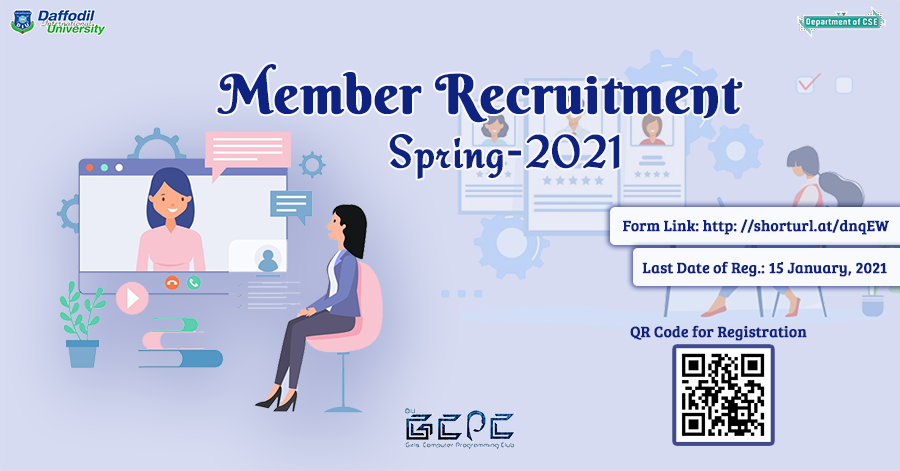 Daffodil
International
University
Department of CSE
Member Recruitment
Spring-2021
Form Link: http: //shorturl.at/dnqEW
Last Date of Reg.: 15 January, 2021
QR Code for Registration
DIU
GCPC
Girls Computer Programming Club